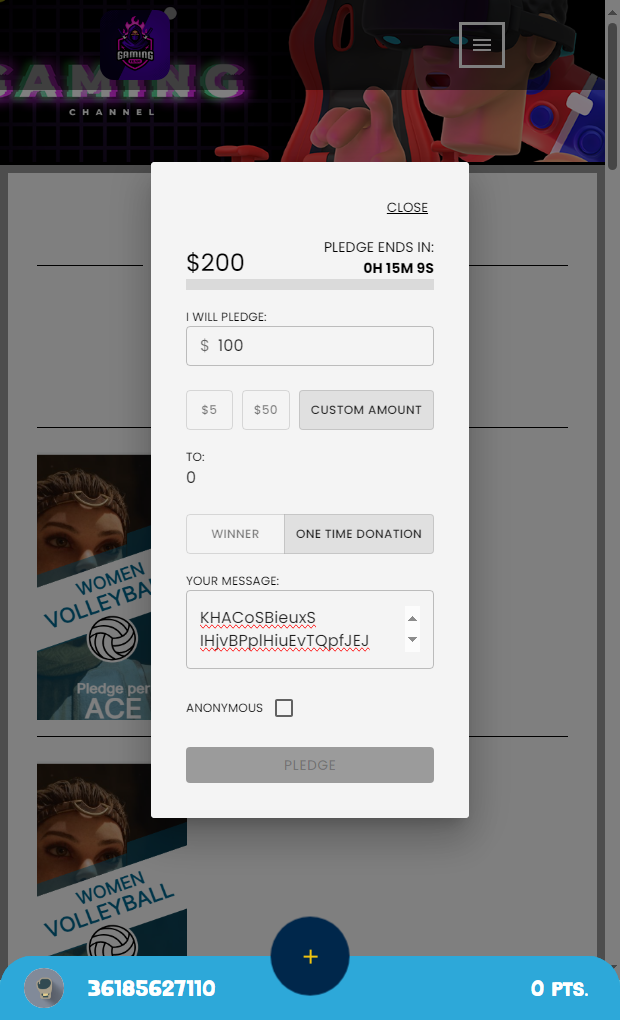 GAMING
GAMING
CHANNEL
CLOSE
$200
PLEDGE ENDS IN:
0H 15M 9S
I WILL PLEDGE:
$ 100
$5
$50
CUSTOM AMOUNT
TO:
0
WINNER
ONE TIME DONATION
YOUR MESSAGE:
KHACoSBieuxS
IHjvBPplHiuEvTQpfJEJ
ANONYMOUS
PLEDGE
WOMEN
VOLLEYBA
Pledge per
ACE
WOMEN
VOLLEYBALL
+
36185627110
0 PTS.